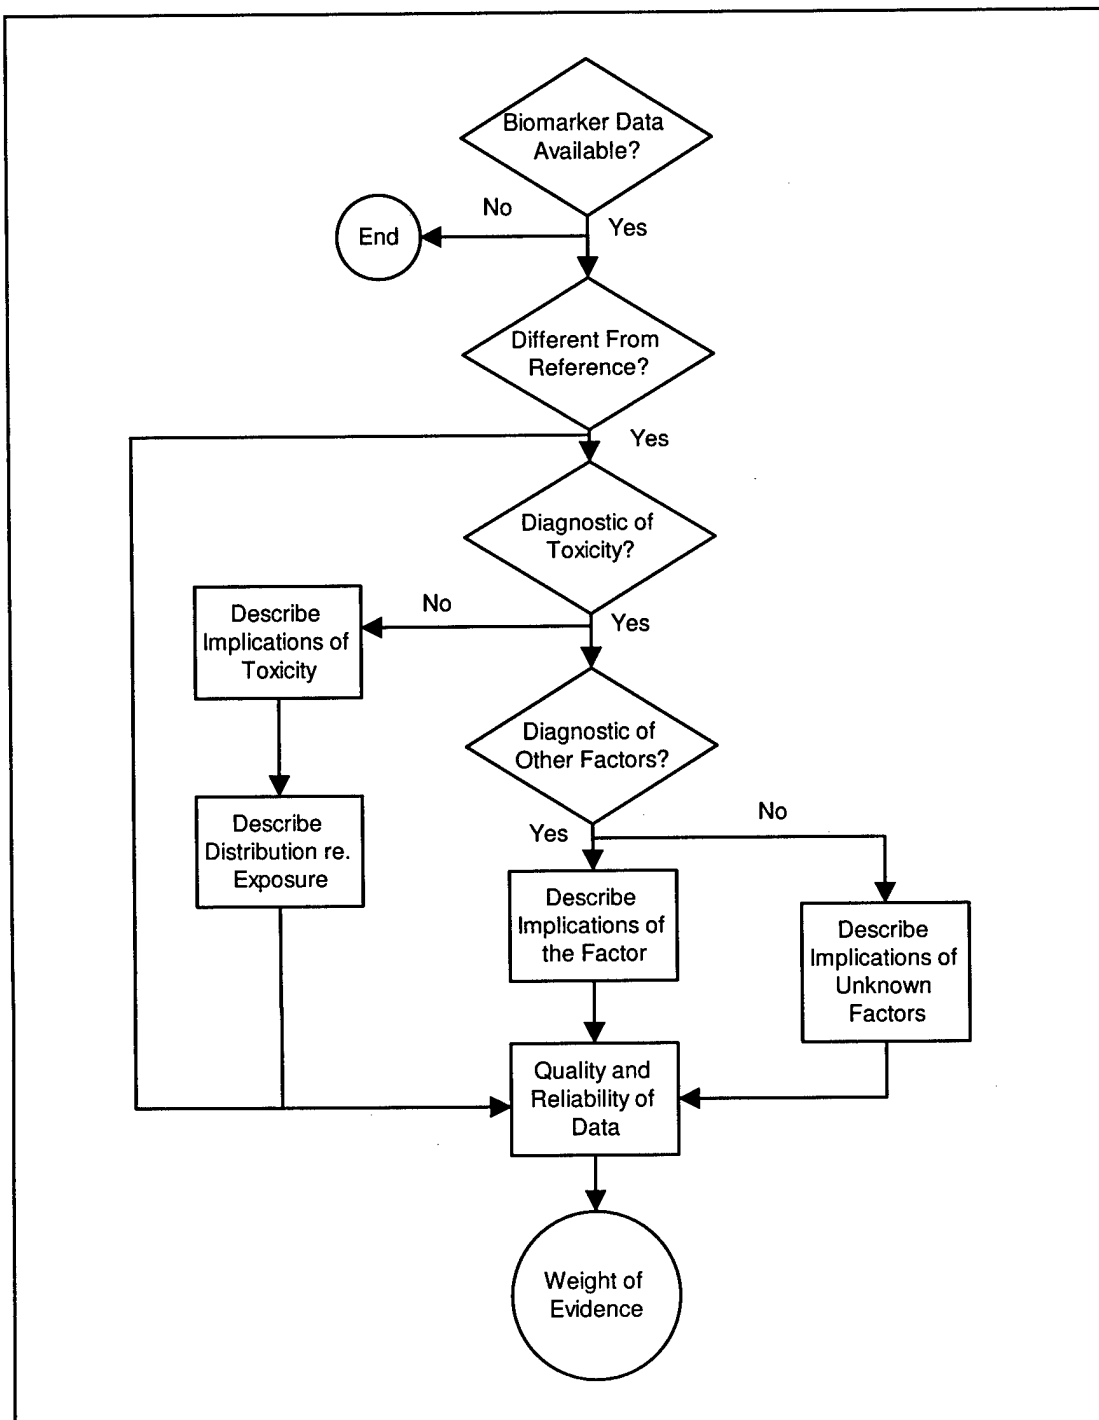 Biomarker Data
Available?
No
Yes
End
Different From
Reference?
Yes
Diagnostic of
Toxicity?
No
Yes
Describe
Implications of
Toxicity
Diagnostic of
Other Factors?
Yes
No
Describe
Distribution re.
Exposure
Describe
Implications of
the Factor
Describe
Implications of
Unknown
Factors
Quality and
Reliability of
Data
Weight of
Evidence